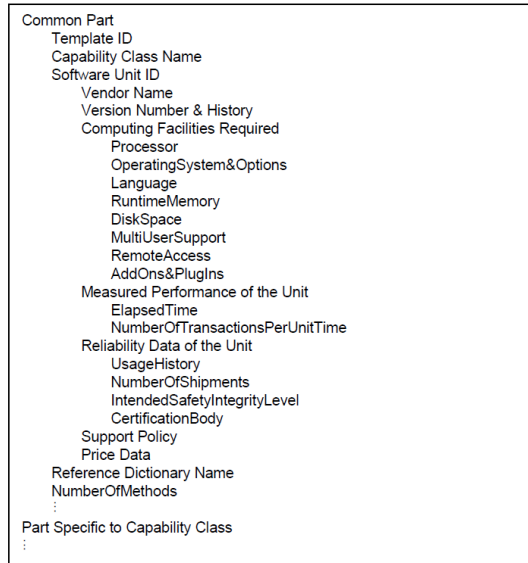 Common Part
Template ID
Capability Class Name
Software Unit ID
Vendor Name
Version Number & History
Computing Facilities Required
Processor
OperatingSystem&Options
Language
RuntimeMemory
DiskSpace
MultiUserSupport
RemoteAccess
AddOns&PlugIns
Measured Performance of the Unit
ElapsedTime
NumberOfTransactionsPerUnitTime
Reliability Data of the Unit
UsageHistory
NumberOfShipments
IntendedSafetyIntegrityLevel
CertificationBody
Support Policy
Price Data
Reference Dictionary Name
NumberOfMethods
⋮
Part Specific to Capability Class
⋮